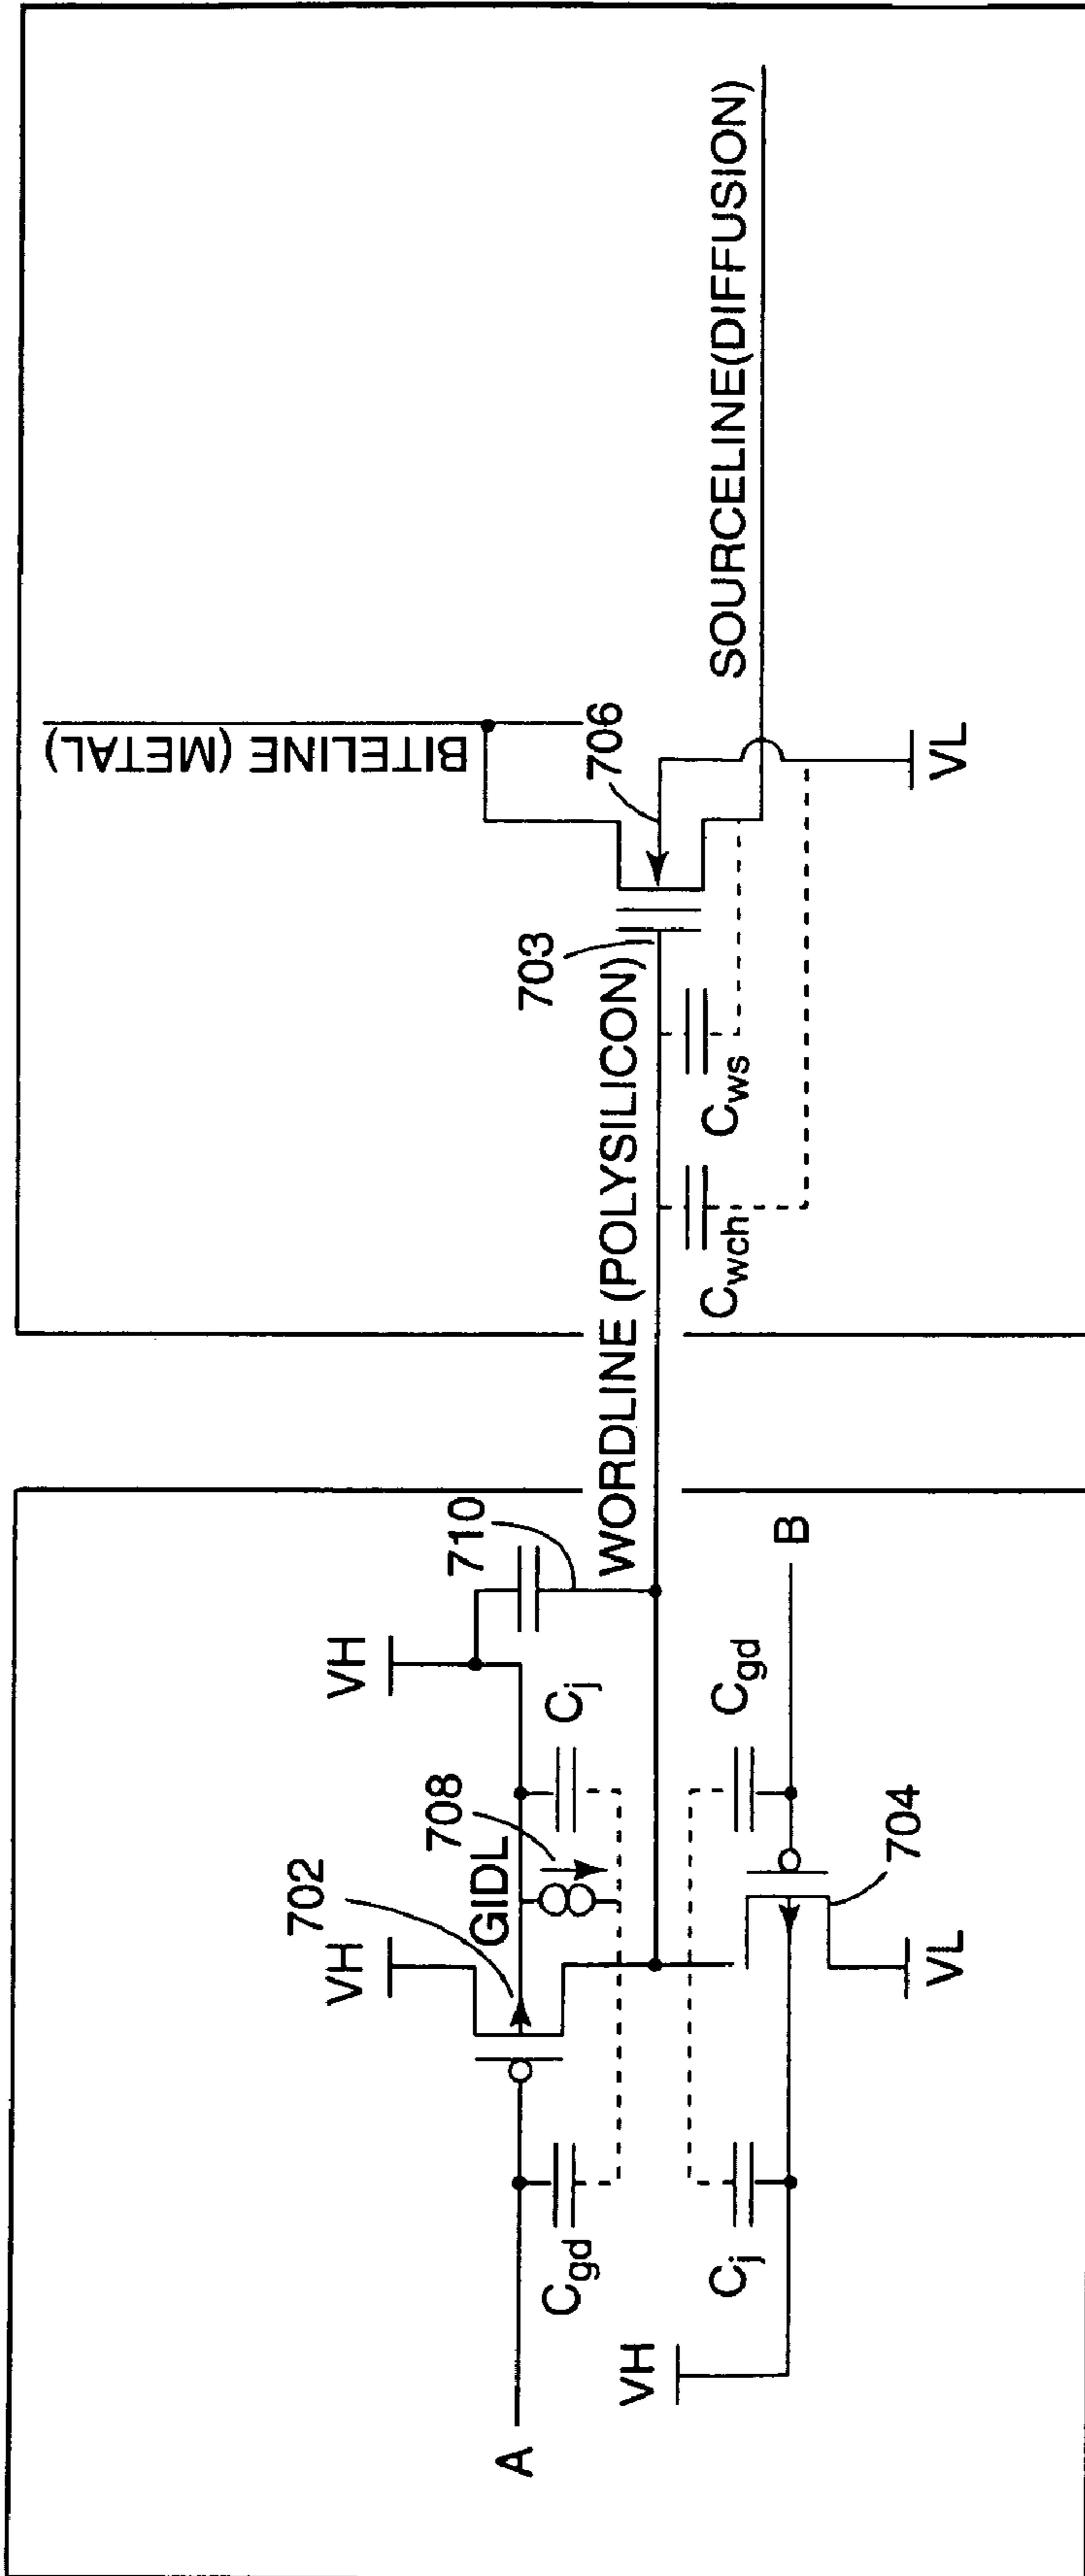 VH
702
VH
710
GIDL
708
C_j
A
C_gd
WORDLINE (POLYSILICON)
C_j
C_gd
VH
B
VL
704
BITELINE (METAL)
703
706
C_wch
C_ws
SOURCELINE(DIFFUSION)
VL